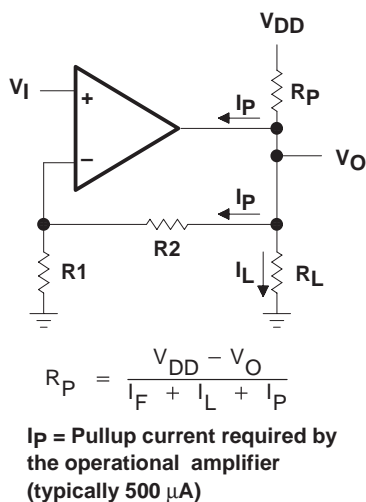 VDD
VI
+
IP
RP
−
VO
IP
R2
R1
IL
RL
RP = VDD − VO / IF + IL + IP
IP = Pullup current required by
the operational amplifier
(typically 500 μA)